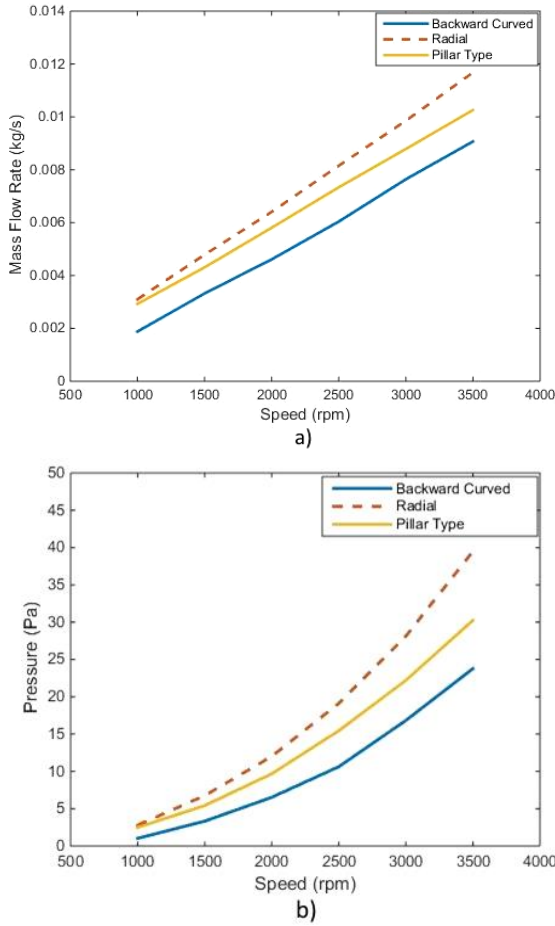 0.014
Backward Curved
Radial
Pillar Type
0.012
0.01
0.008
0.006
0.004
0.002
0
Mass Flow Rate (kg/s)
500 1000 1500 2000 2500 3000 3500 4000
Speed (rpm)
a)
50
Backward Curved
Radial
Pillar Type
45
40
35
30
25
20
15
10
5
0
Pressure (Pa)
500 1000 1500 2000 2500 3000 3500 4000
Speed (rpm)
b)